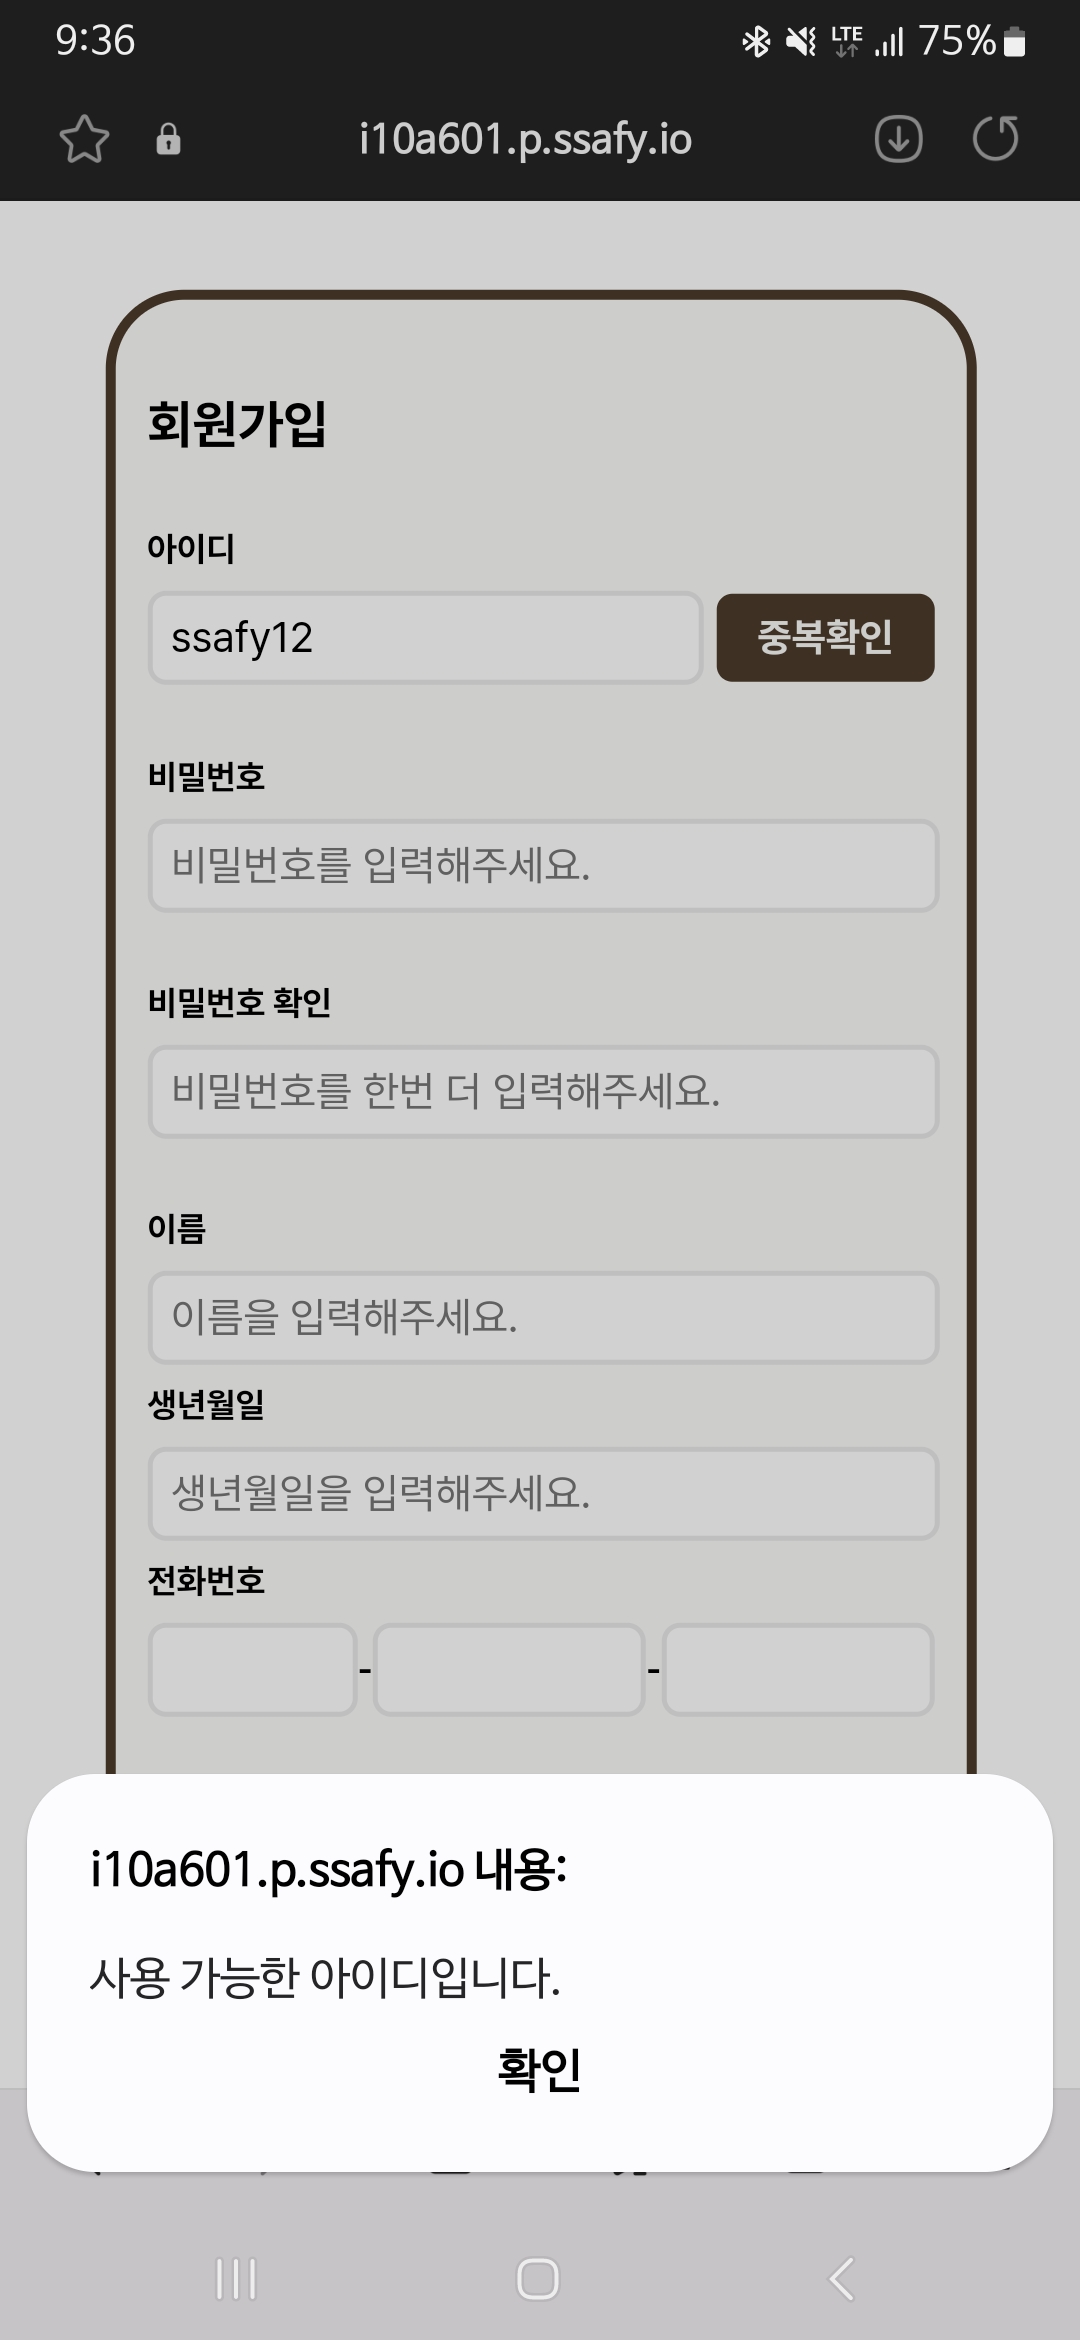 9:36
LTE 75%
i10a601.p.ssafy.io
회원가입
아이디
ssafy12 중복확인
비밀번호
비밀번호를 입력해주세요.
비밀번호 확인
비밀번호를 한번 더 입력해주세요.
이름
이름을 입력해주세요.
생년월일
생년월일을 입력해주세요.
전화번호
- -
i10a601.p.ssafy.io 내용:
사용 가능한 아이디입니다.
확인